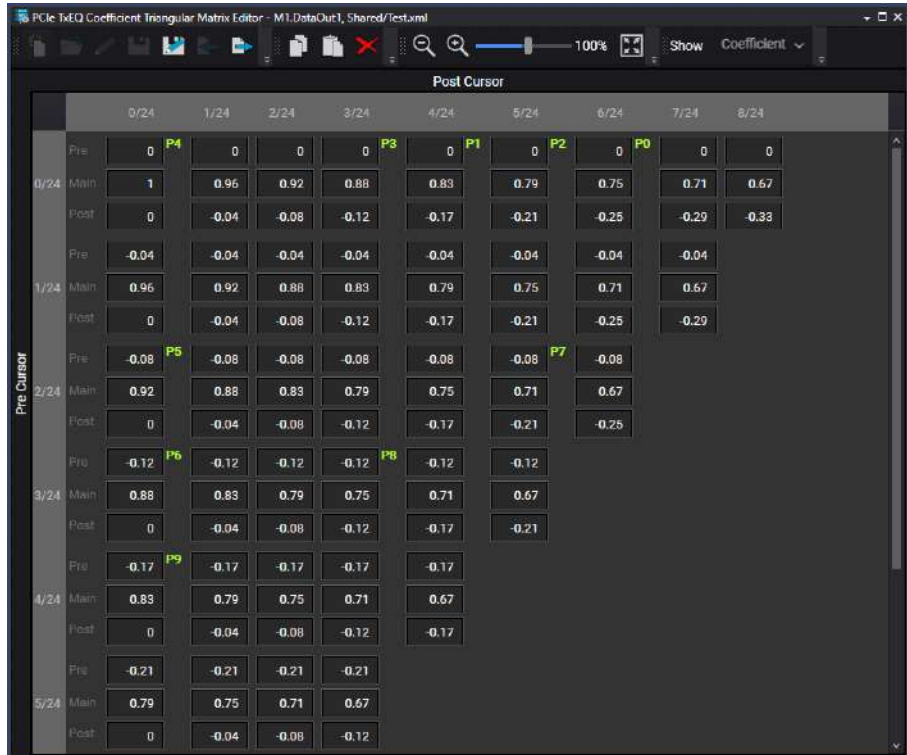 PCIe TxEQ Coefficient Triangular Matrix Editor - M1.DataOut1, Shared/Test.xml
100% Show Coefficient
Post Cursor
0/24 1/24 2/24 3/24 4/24 5/24 6/24 7/24 8/24
Pre 0 P4 0 0 0 P3 0 P1 0 P2 0 P0 0 0
0/24 Main 1 0.96 0.92 0.88 0.83 0.79 0.75 0.71 0.67
Post 0 -0.04 -0.08 -0.12 -0.17 -0.21 -0.25 -0.29 -0.33
Pre -0.04 -0.04 -0.04 -0.04 -0.04 -0.04 -0.04 -0.04
1/24 Main 0.96 0.92 0.88 0.83 0.79 0.75 0.71 0.67
Post 0 -0.04 -0.08 -0.12 -0.17 -0.21 -0.25 -0.29
Pre Cursor
Pre -0.08 P5 -0.08 -0.08 -0.08 -0.08 -0.08 P7 -0.08
2/24 Main 0.92 0.88 0.83 0.79 0.75 0.71 0.67
Post 0 -0.04 -0.08 -0.12 -0.17 -0.21 -0.25
Pre -0.12 P6 -0.12 -0.12 -0.12 P8 -0.12 -0.12
3/24 Main 0.88 0.83 0.79 0.75 0.71 0.67
Post 0 -0.04 -0.08 -0.12 -0.17 -0.21
Pre -0.17 P9 -0.17 -0.17 -0.17 -0.17
4/24 Main 0.83 0.79 0.75 0.71 0.67
Post 0 -0.04 -0.08 -0.12 -0.17
Pre -0.21 -0.21 -0.21 -0.21
5/24 Main 0.79 0.75 0.71 0.67
Post 0 -0.04 -0.08 -0.12